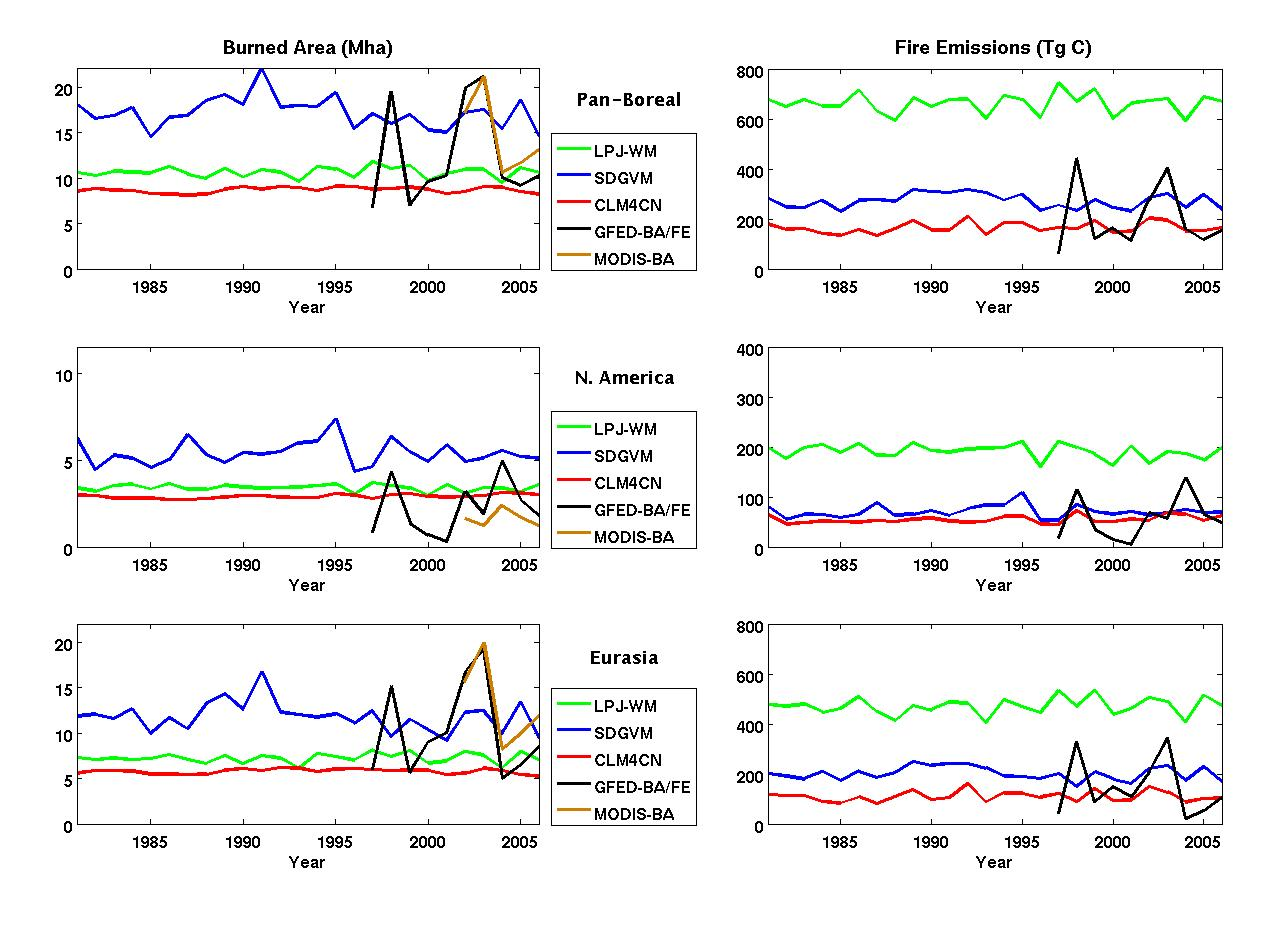 Burned Area (Mha)
Fire Emissions (Tg C)
20
15
10
5
0
1985 1990 1995 2000 2005
Year
Pan-Boreal
LPJ-WM
SDGVM
CLM4CN
GFED-BA/FE
MODIS-BA
800
600
400
200
0
1985 1990 1995 2000 2005
Year
10
5
0
1985 1990 1995 2000 2005
Year
N. America
LPJ-WM
SDGVM
CLM4CN
GFED-BA/FE
MODIS-BA
400
300
200
100
0
1985 1990 1995 2000 2005
Year
20
15
10
5
0
1985 1990 1995 2000 2005
Year
Eurasia
LPJ-WM
SDGVM
CLM4CN
GFED-BA/FE
MODIS-BA
800
600
400
200
0
1985 1990 1995 2000 2005
Year